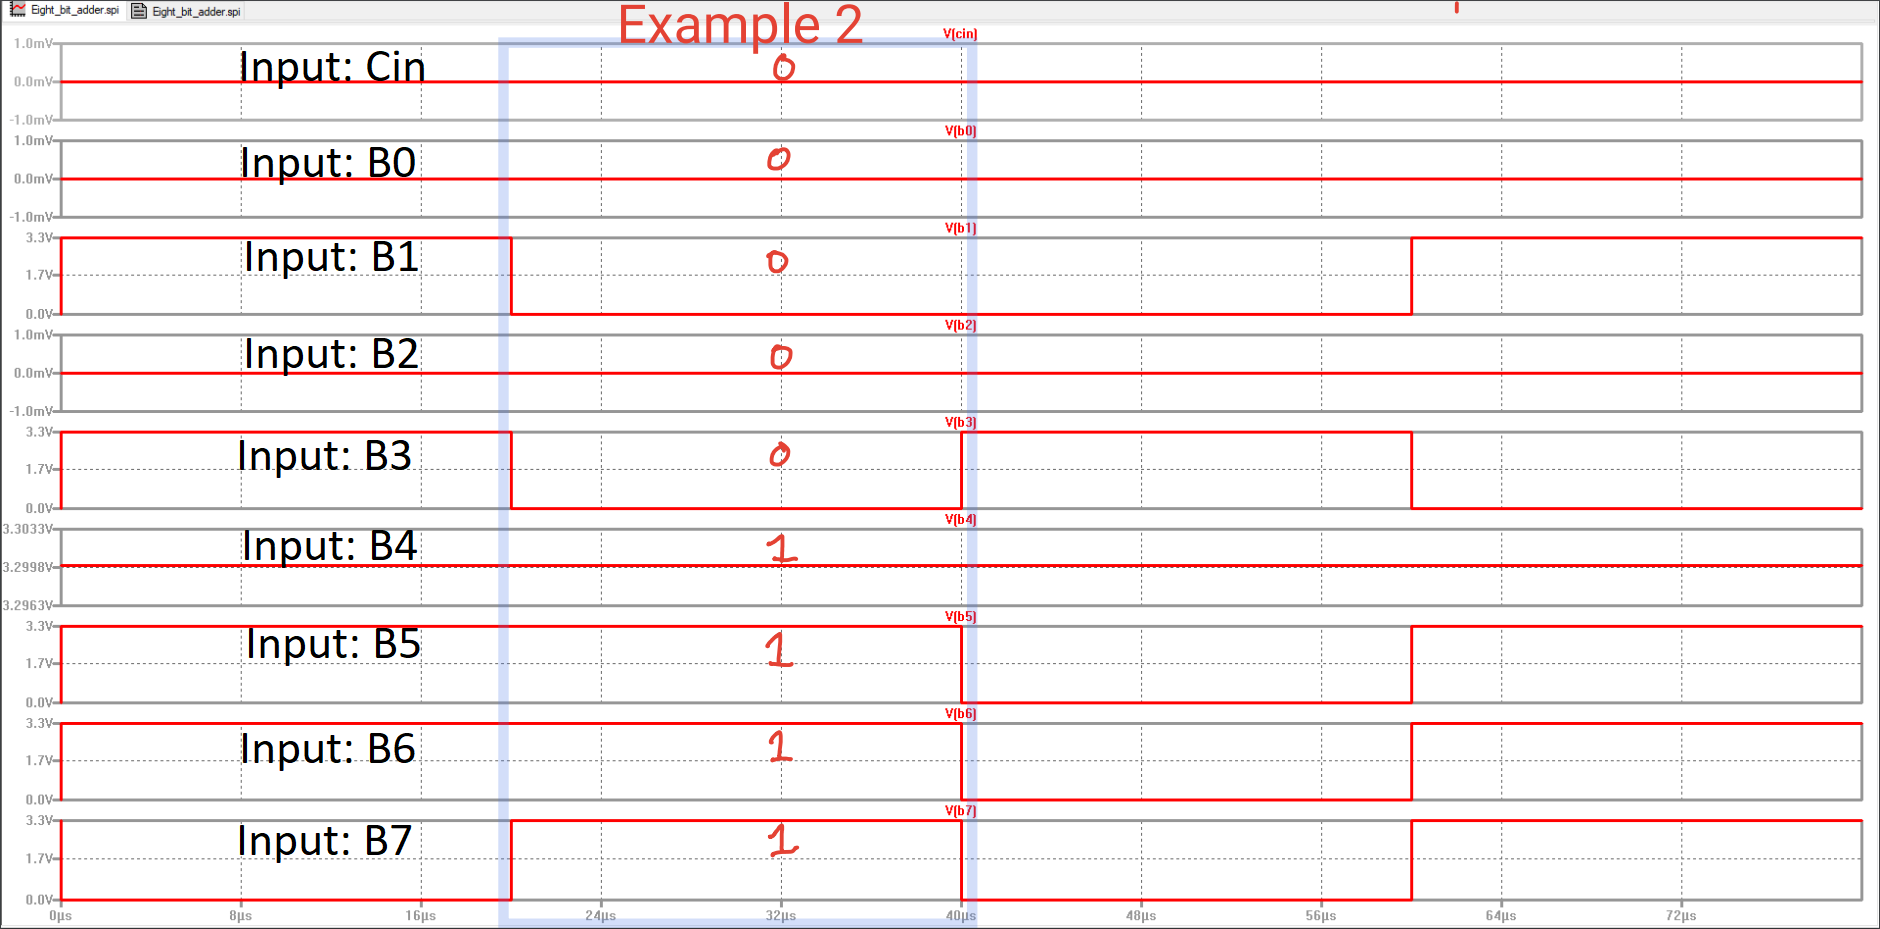 Eight_bit_adder.spi Eight_bit_adder.spi
Example 2
V(cin)
1.0mV
Input: Cin
0
0.0mV
-1.0mV
V(b0)
1.0mV
Input: B0
0
0.0mV
-1.0mV
V(b1)
3.3V
Input: B1
0
1.7V
0.0V
V(b2)
1.0mV
Input: B2
0
0.0mV
-1.0mV
V(b3)
3.3V
Input: B3
0
1.7V
0.0V
V(b4)
3.3033V
Input: B4
1
3.2998V
3.2963V
V(b5)
3.3V
Input: B5
1
1.7V
0.0V
V(b6)
3.3V
Input: B6
1
1.7V
0.0V
V(b7)
3.3V
Input: B7
1
1.7V
0.0V
0µs 8µs 16µs 24µs 32µs 40µs 48µs 56µs 64µs 72µs